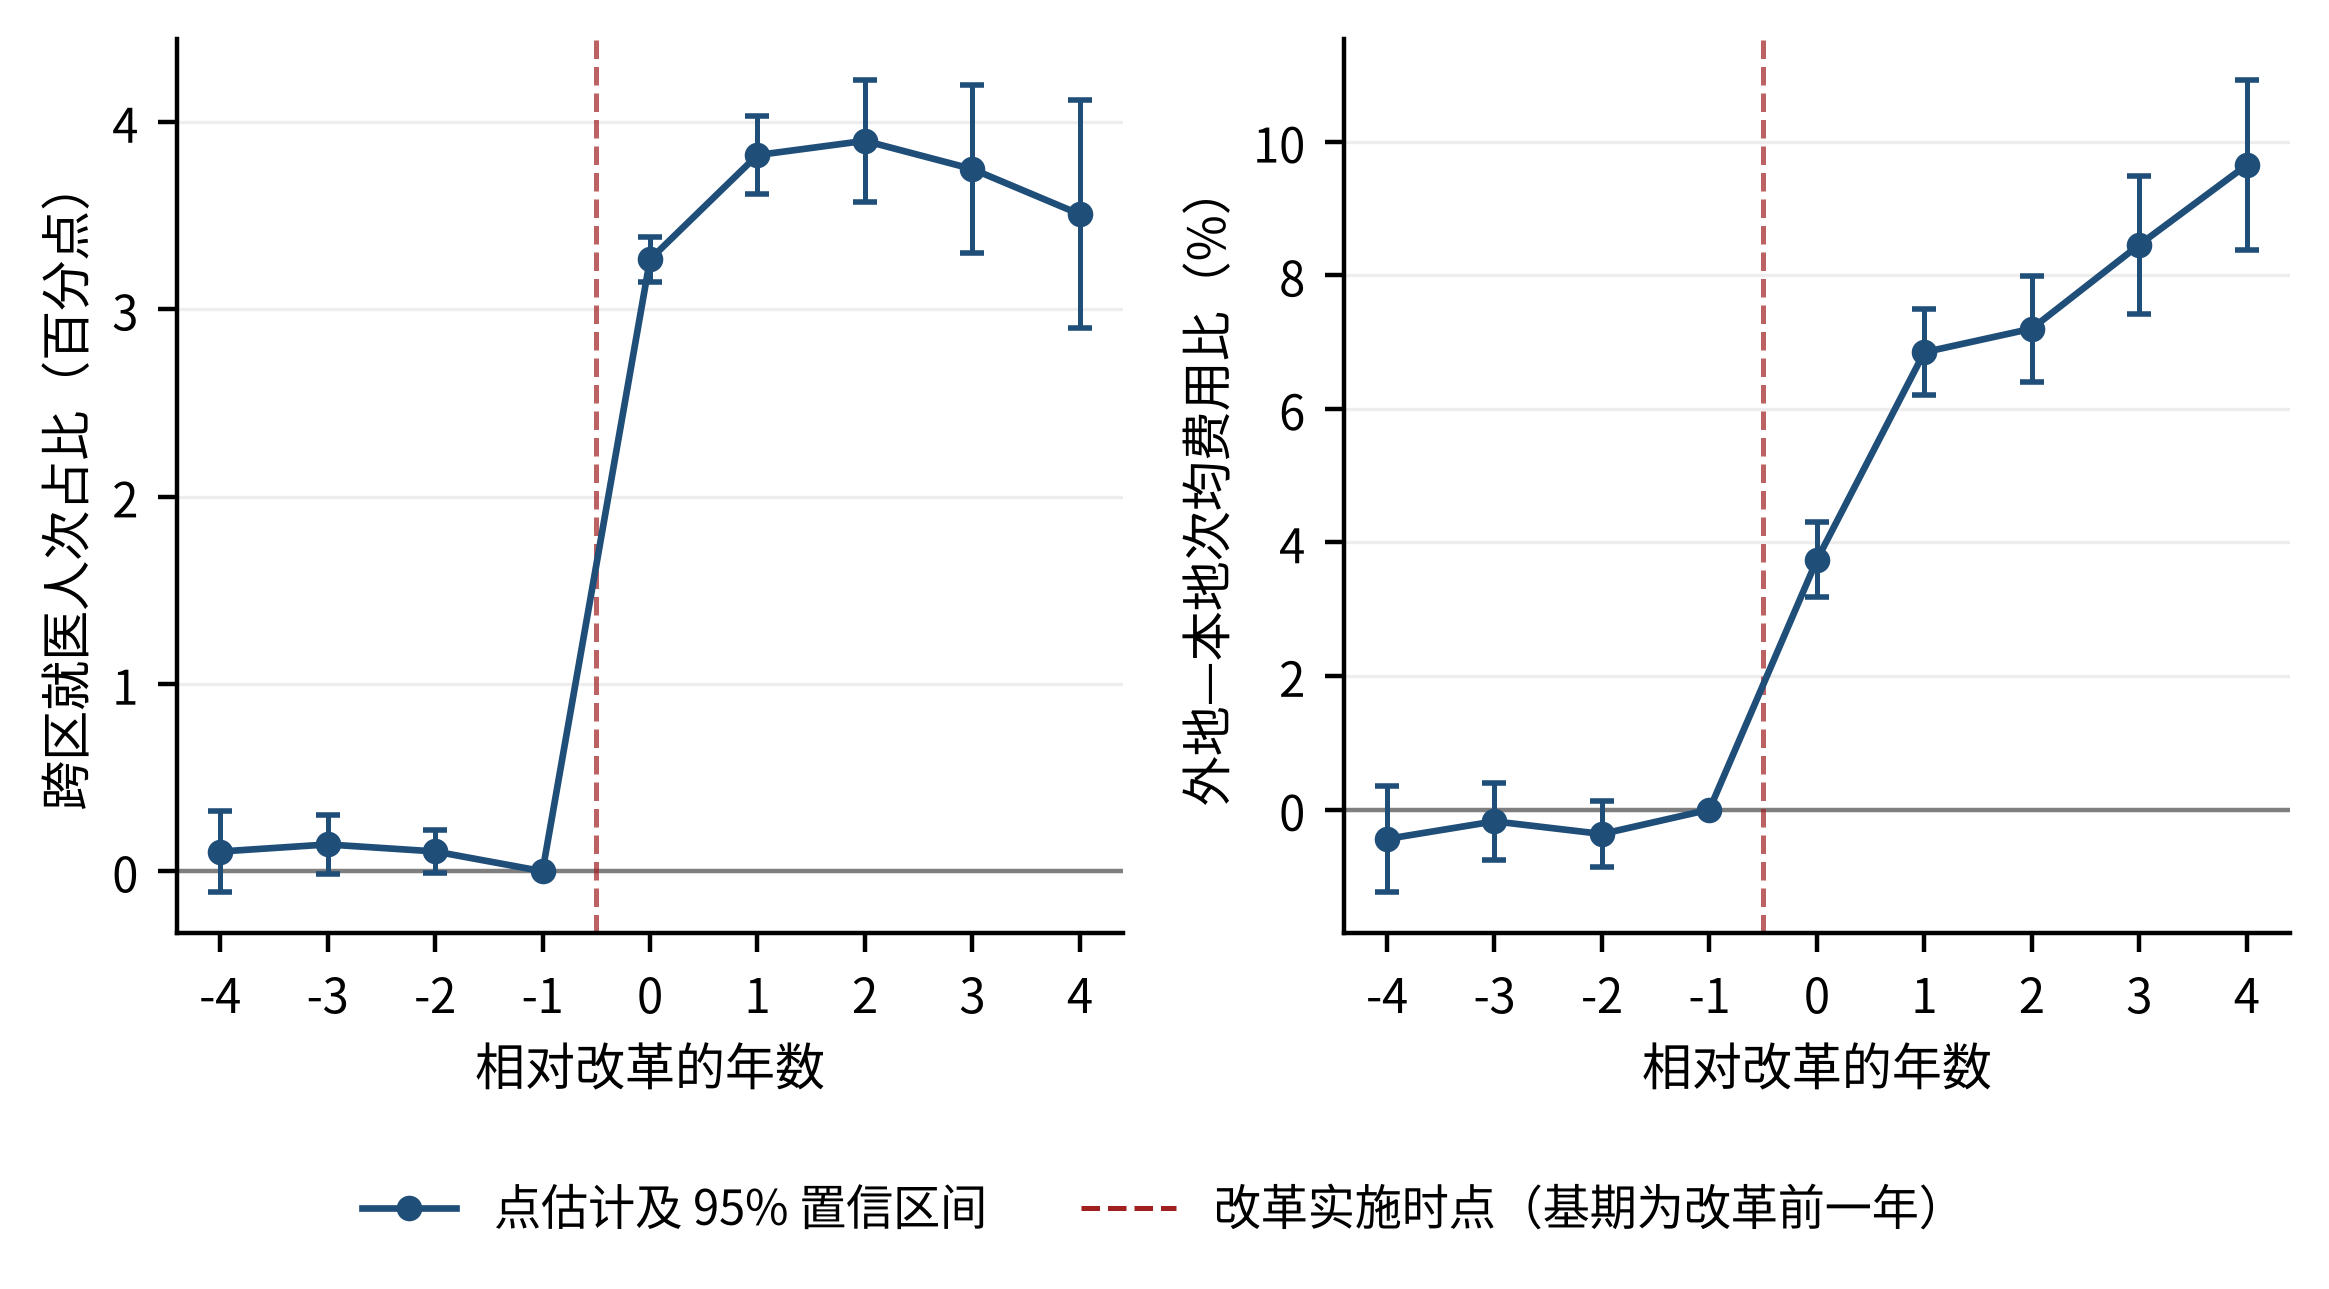 跨区就医人次占比（百分点）
4
3
2
1
0
-4 -3 -2 -1 0 1 2 3 4
相对改革的年数
外地—本地次均费用比（%）
10
8
6
4
2
0
-4 -3 -2 -1 0 1 2 3 4
相对改革的年数
点估计及 95% 置信区间
改革实施时点（基期为改革前一年）